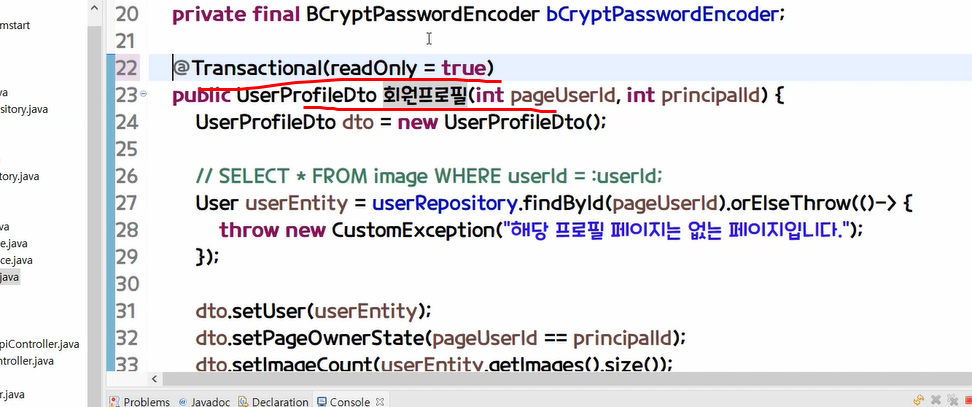 mstart
va
sitory.java
tory.java
va
e.java
ce.java
java
piController.java
ntroller.java
r.java
20 private final BCryptPasswordEncoder bCryptPasswordEncoder;
21
22 @Transactional(readOnly = true)
23 public UserProfileDto 회원프로필(int pageUserId, int principalId) {
24 UserProfileDto dto = new UserProfileDto();
25
26 // SELECT * FROM image WHERE userId = :userId;
27 User userEntity = userRepository.findById(pageUserId).orElseThrow(()-> {
28 throw new CustomException("해당 프로필 페이지는 없는 페이지입니다.");
29 });
30
31 dto.setUser(userEntity);
32 dto.setPageOwnerState(pageUserId == principalId);
33 dto.setImageCount(userEntity.getImages().size());
Problems @ Javadoc Declaration Console